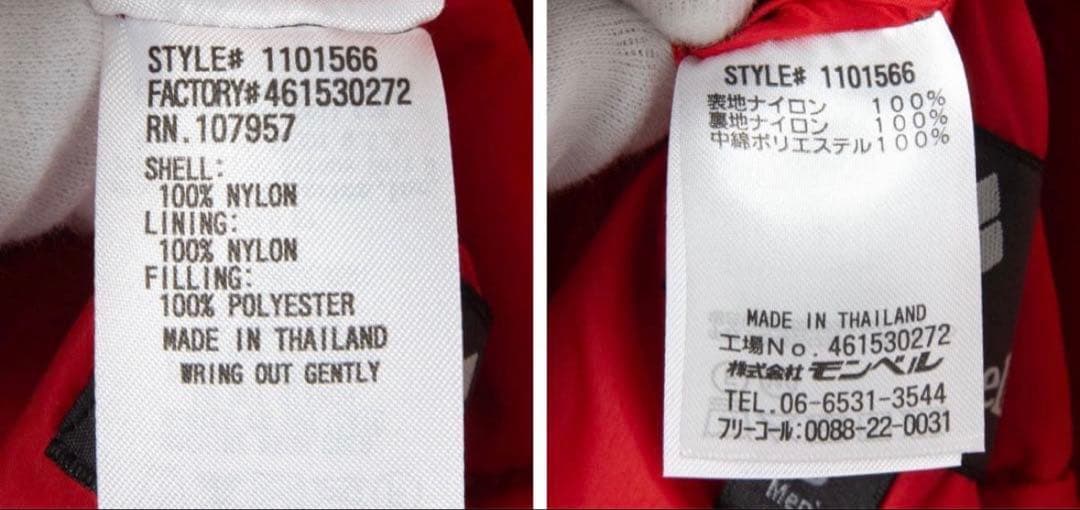 STYLE# 1101566
FACTORY#461530272
RN.107957
SHELL:
100% NYLON
LINING:
100% NYLON
FILLING:
100% POLYESTER
MADE IN THAILAND
WRING OUT GENTLY
STYLE# 1101566
表地ナイロン 100%
裏地ナイロン 100%
中綿ポリエステル100%
MADE IN THAILAND
工場No. 461530272
株式会社 モンベル
TEL.06-6531-3544
フリーコール:0088-22-0031
Men